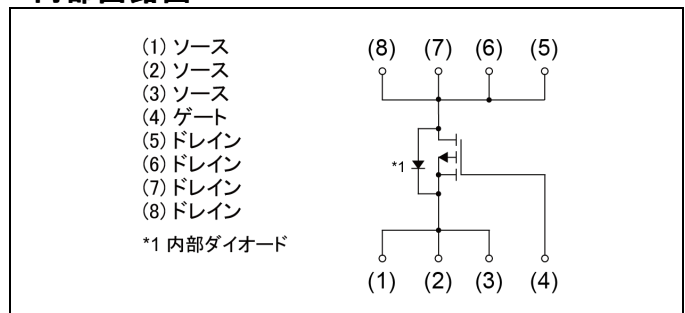 内部回路図
(1) ソース
(2) ソース
(3) ソース
(4) ゲート
(5) ドレイン
(6) ドレイン
(7) ドレイン
(8) ドレイン
*1 内部ダイオード
(8) (7) (6) (5)
*1
(1) (2) (3) (4)